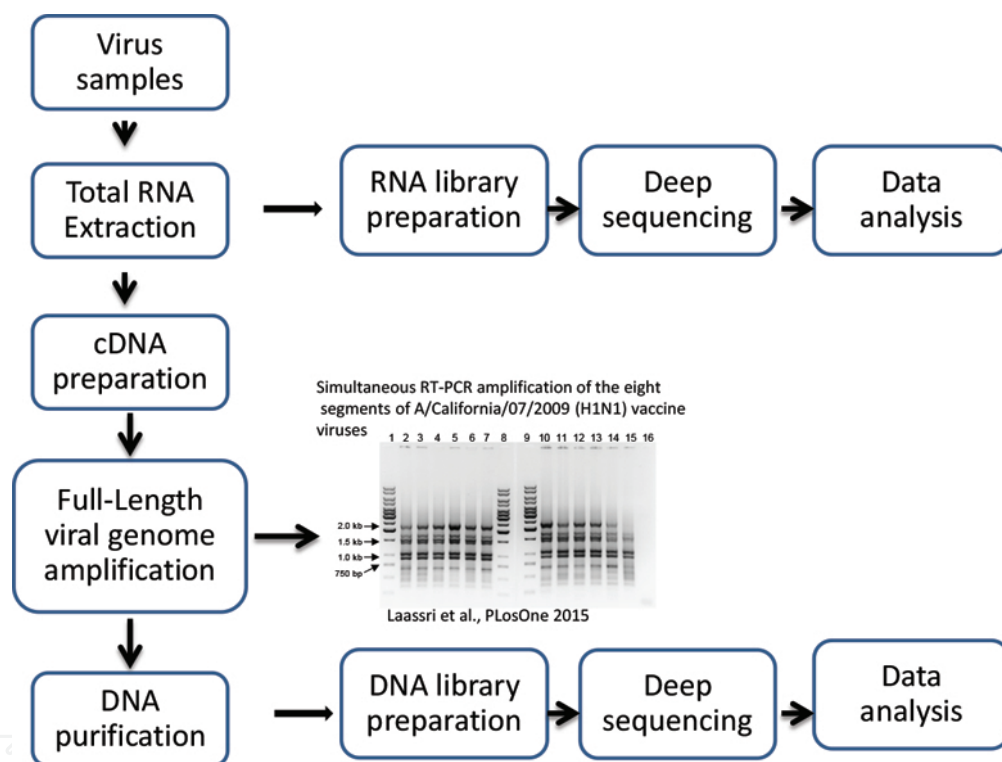 Virus
samples
Total RNA
Extraction
RNA library
preparation
Deep
sequencing
Data
analysis
cDNA
preparation
Simultaneous RT-PCR amplification of the eight
segments of A/California/07/2009 (H1N1) vaccine
viruses
1 2 3 4 5 6 7 8 9 10 11 12 13 14 15 16
Full-Length
viral genome
amplification
2.0 kb
1.5 kb
1.0 kb
750 bp
Laassri et al., PLosOne 2015
DNA
purification
DNA library
preparation
Deep
sequencing
Data
analysis